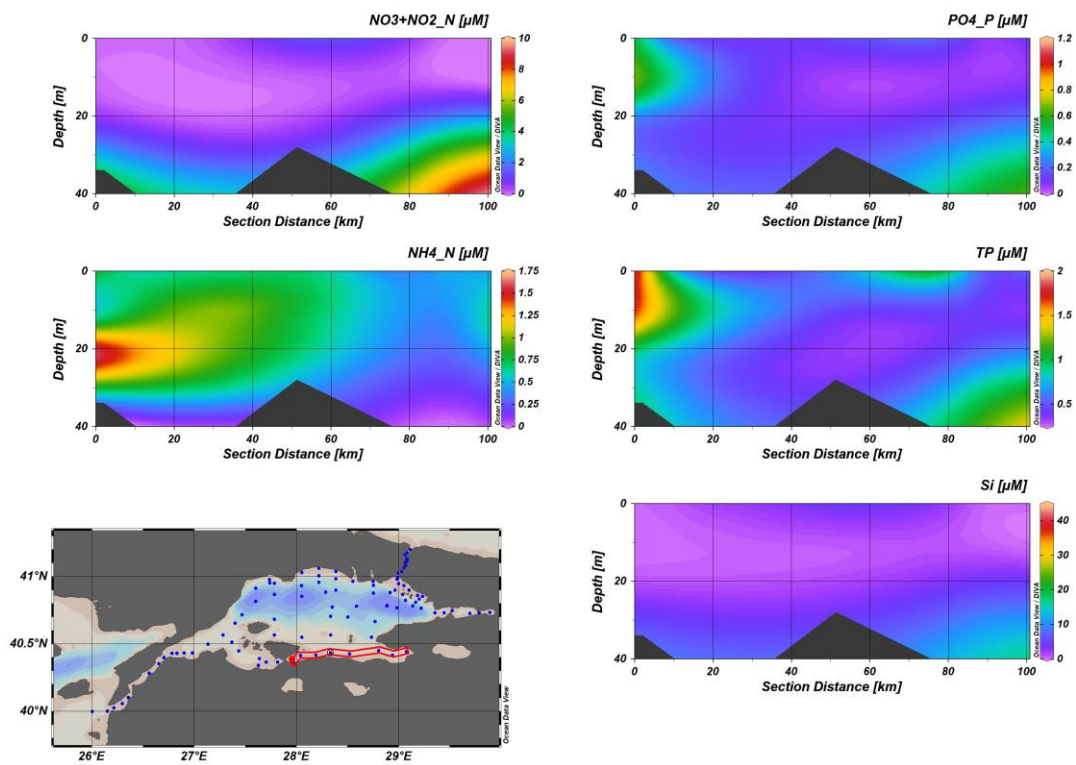 NO3+NO2_N [µM]
Depth [m]
0
20
40
0
20
40
60
80
100
Section Distance [km]
10
8
6
4
2
0
Ocean Data View / DIVA
PO4_P [µM]
Depth [m]
0
20
40
0
20
40
60
80
100
Section Distance [km]
1.2
1
0.8
0.6
0.4
0.2
0
Ocean Data View / DIVA
NH4_N [µM]
Depth [m]
0
20
40
0
20
40
60
80
100
Section Distance [km]
1.75
1.5
1.25
1
0.75
0.5
0.25
0
Ocean Data View / DIVA
TP [µM]
Depth [m]
0
20
40
0
20
40
60
80
100
Section Distance [km]
2
1.5
1
0.5
Ocean Data View / DIVA
41°N
40.5°N
40°N
26°E
27°E
28°E
29°E
Ocean Data View
Si [µM]
Depth [m]
0
20
40
0
20
40
60
80
100
Section Distance [km]
40
30
20
10
0
Ocean Data View / DIVA